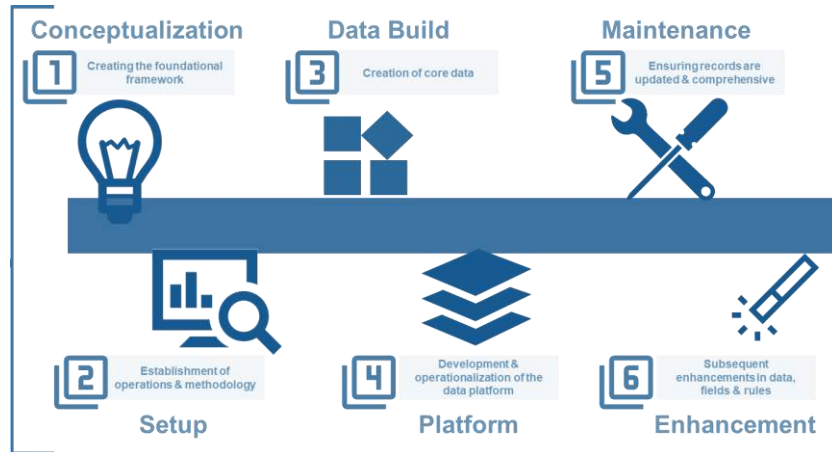 Conceptualization
1
Creating the foundational
framework
Data Build
3
Creation of core data
Maintenance
5
Ensuring records are
updated & comprehensive
2
Establishment of
operations & methodology
Setup
4
Development &
operationalization of the
data platform
Platform
6
Subsequent
enhancements in data,
fields & rules
Enhancement